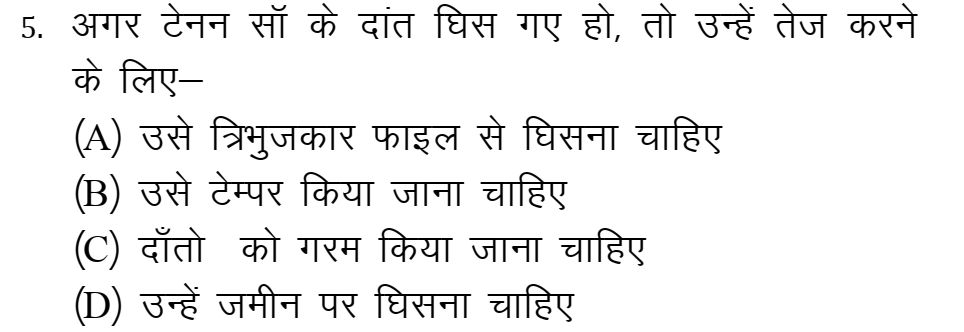 5. अगर टेनन सॉ के दांत घिस गए हो, तो उन्हें तेज करने
के लिए—
(A) उसे त्रिभुजकार फाइल से घिसना चाहिए
(B) उसे टेम्पर किया जाना चाहिए
(C) दाँतो को गरम किया जाना चाहिए
(D) उन्हें जमीन पर घिसना चाहिए